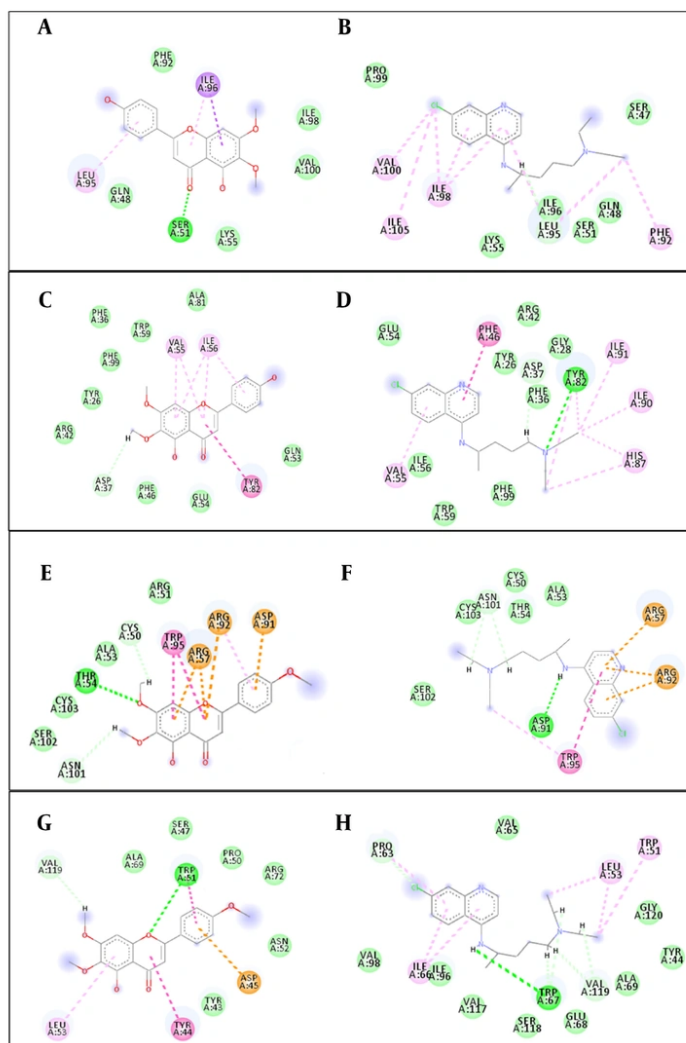 A
PHE
A:92
ILE
A:96
ILE
A:98
VAL
A:100
LEU
A:95
GLN
A:48
SER
A:51
LYS
A:55
O
O
O
O
O
O
B
PRO
A:99
SER
A:47
VAL
A:100
ILE
A:98
ILE
A:105
ILE
A:96
LEU
A:95
GLN
A:48
SER
A:51
LYS
A:55
PHE
A:92
Cl
N
N
H
N
C
PHE
A:36
TRP
A:59
ALA
A:81
VAL
A:55
ILE
A:56
PHE
A:99
TYR
A:26
ARG
A:42
GLN
A:53
ASP
A:37
PHE
A:46
GLU
A:54
TYR
A:82
O
O
O
O
O
O
H
D
GLU
A:54
PHE
A:46
ARG
A:42
TYR
A:26
GLY
A:28
ASP
A:37
PHE
A:36
TYR
A:82
ILE
A:91
ILE
A:90
HIS
A:87
VAL
A:55
ILE
A:56
TRP
A:59
PHE
A:99
Cl
N
N
H
N
E
ARG
A:51
CYS
A:50
ALA
A:53
THR
A:54
TRP
A:95
ARG
A:92
ARG
A:57
ASP
A:91
CYS
A:103
SER
A:102
ASN
A:101
O
O
O
O
O
O
H
H
F
CYS
A:50
ASN
A:101
CYS
A:103
THR
A:54
ALA
A:53
ARG
A:57
ARG
A:92
SER
A:102
ASP
A:91
TRP
A:95
N
H
H
N
H
N
Cl
G
SER
A:47
ALA
A:69
TRP
A:51
PRO
A:50
ARG
A:72
VAL
A:119
ASN
A:52
ASP
A:45
TYR
A:43
TYR
A:44
LEU
A:53
H
O
O
O
O
O
O
H
PRO
A:63
VAL
A:65
LEU
A:53
TRP
A:51
GLY
A:120
TYR
A:44
VAL
A:98
ILE
A:66
ILE
A:96
VAL
A:117
TRP
A:67
SER
A:118
GLU
A:68
VAL
A:119
ALA
A:69
Cl
N
N
H
N
H
H
H
H